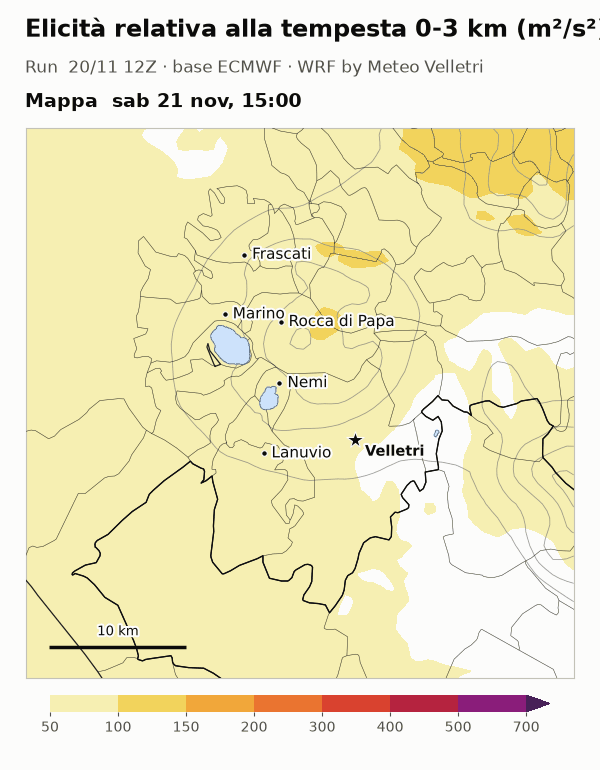 Elicità relativa alla tempesta 0-3 km (m²/s²)
Run 20/11 12Z · base ECMWF · WRF by Meteo Velletri
Mappa sab 21 nov, 15:00
Frascati
Marino
Rocca di Papa
Nemi
Velletri
Lanuvio
10 km
50 100 150 200 300 400 500 700